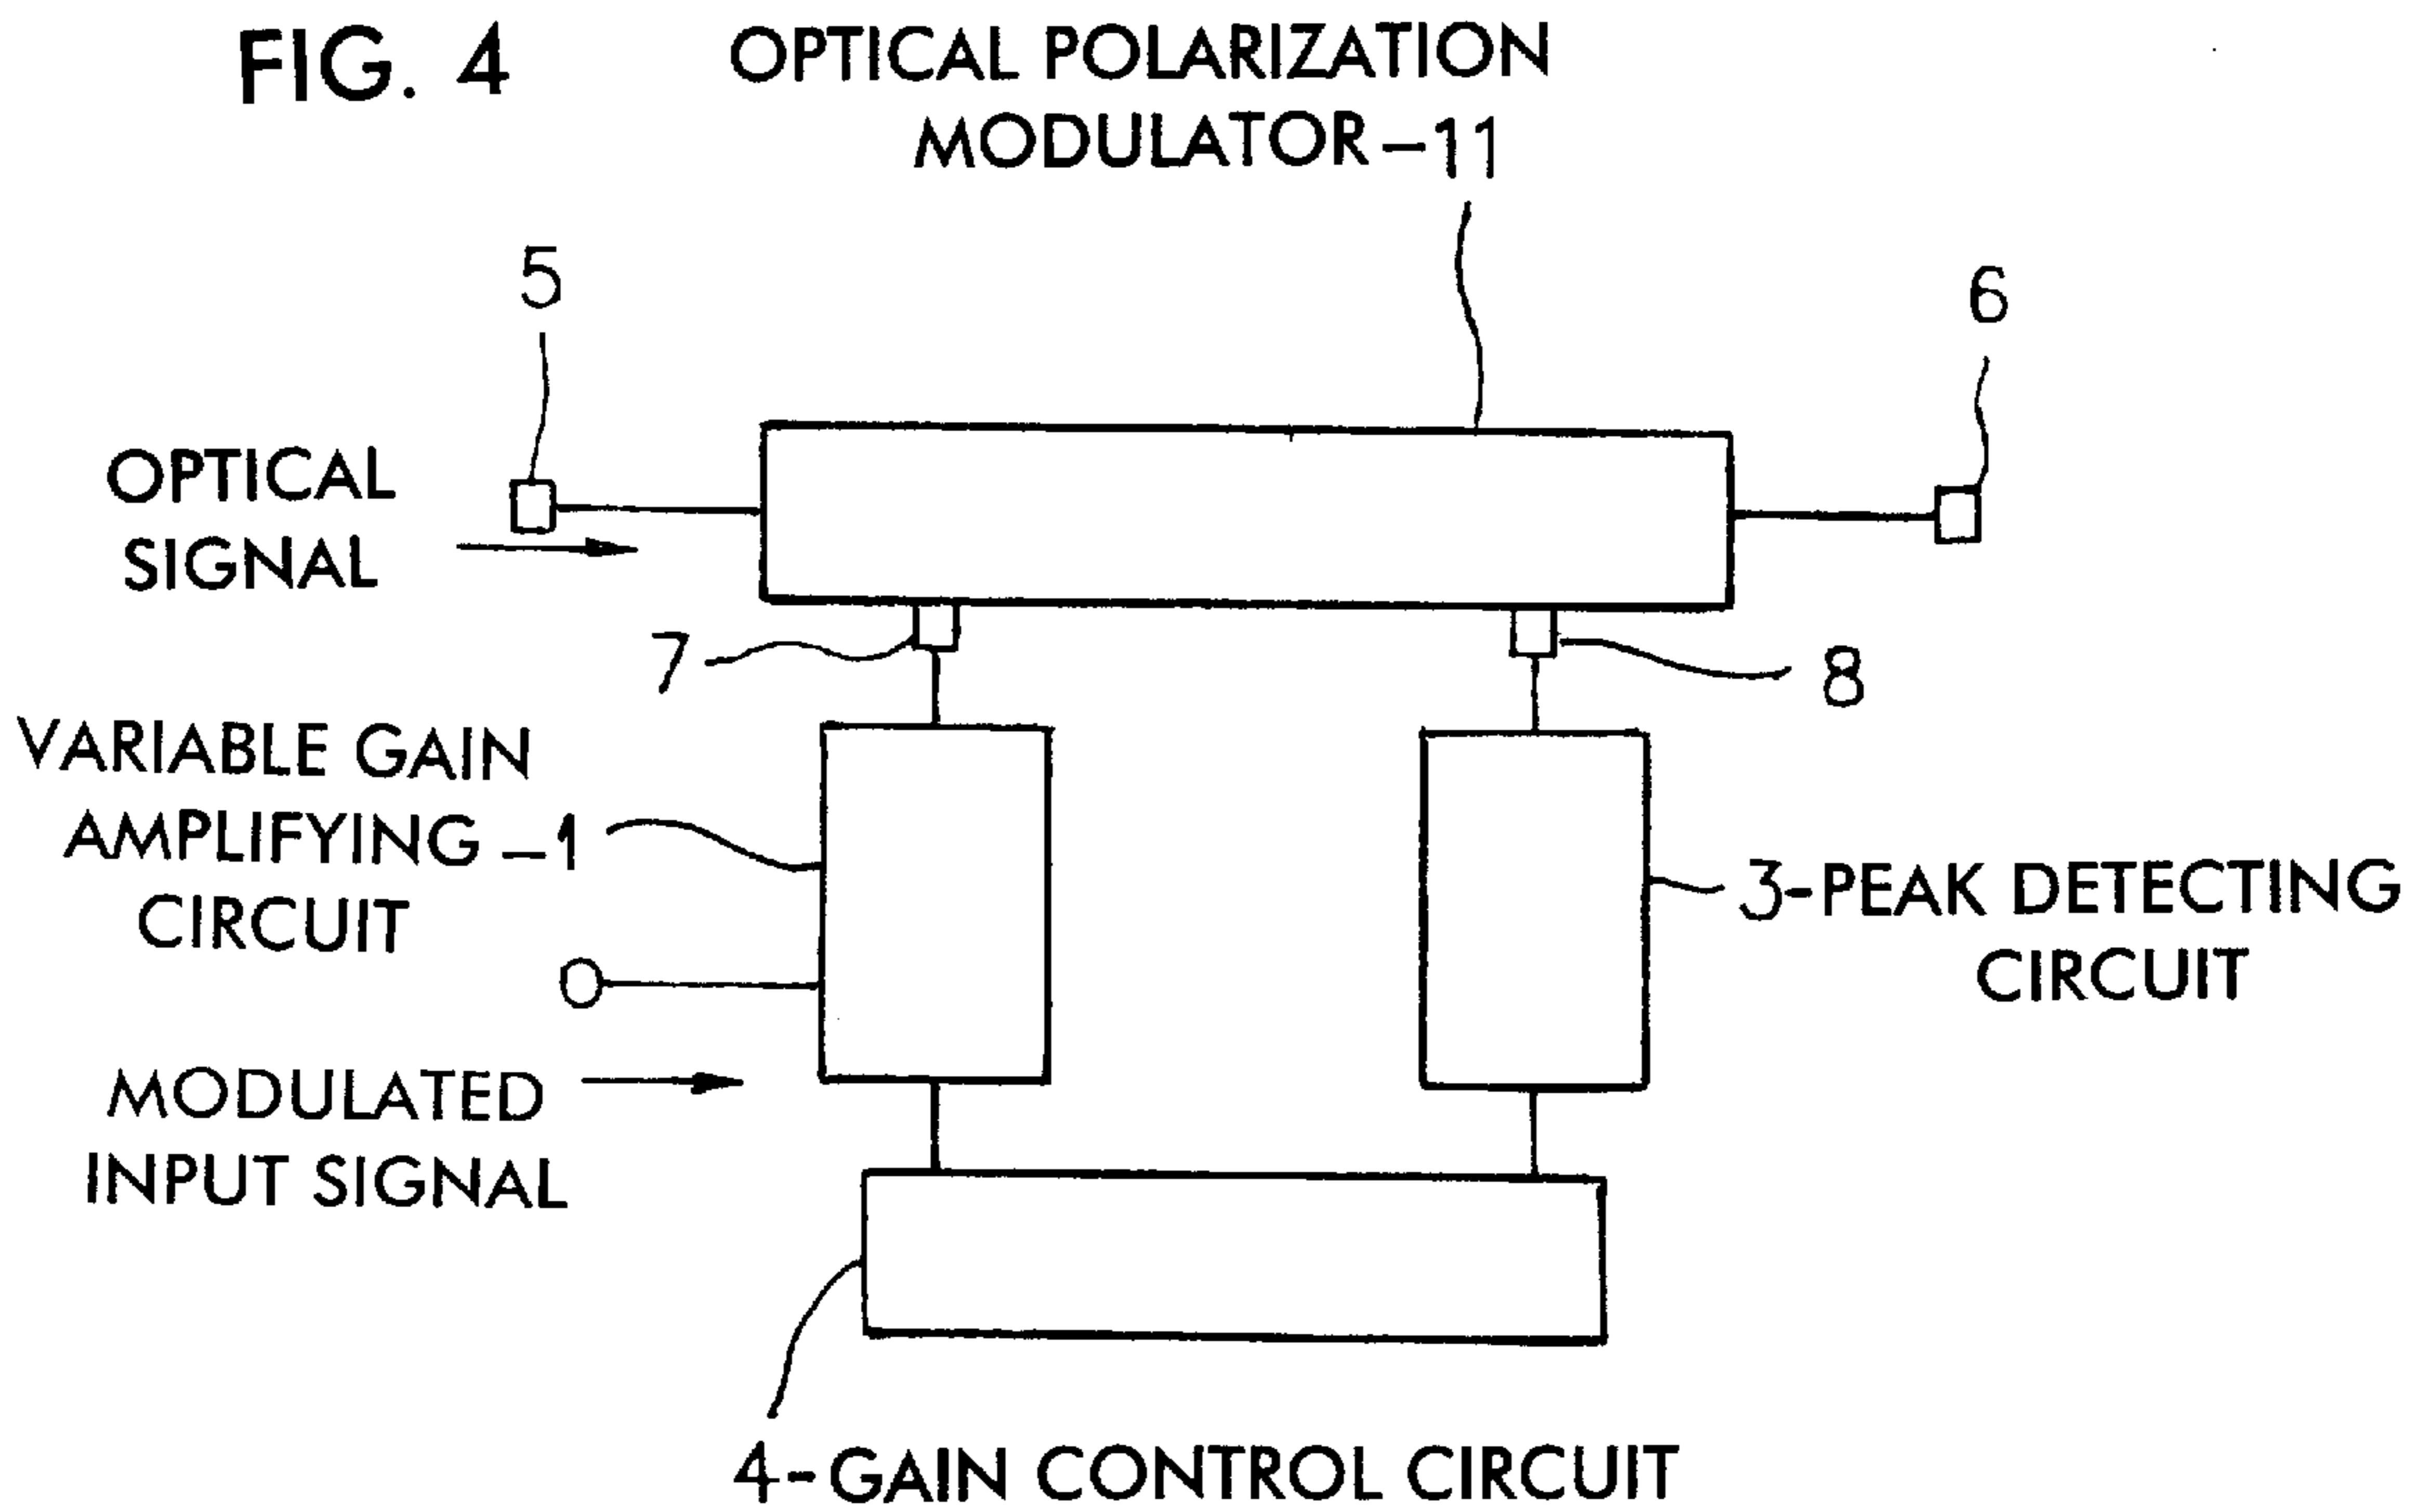 FIG. 4
OPTICAL POLARIZATION
MODULATOR-11
5
6
OPTICAL
SIGNAL
7
8
VARIABLE GAIN
AMPLIFYING -1
CIRCUIT
3-PEAK DETECTING
CIRCUIT
MODULATED
INPUT SIGNAL
4-GAIN CONTROL CIRCUIT